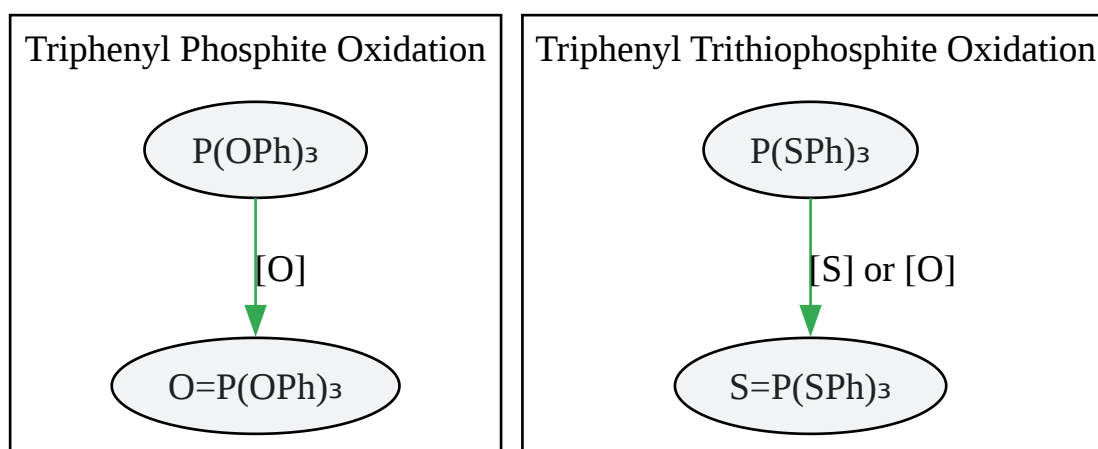 Triphenyl Phosphite Oxidation
P(OPh)₃
[O]
O=P(OPh)₃
Triphenyl Trithiophosphite Oxidation
P(SPh)₃
[S] or [O]
S=P(SPh)₃